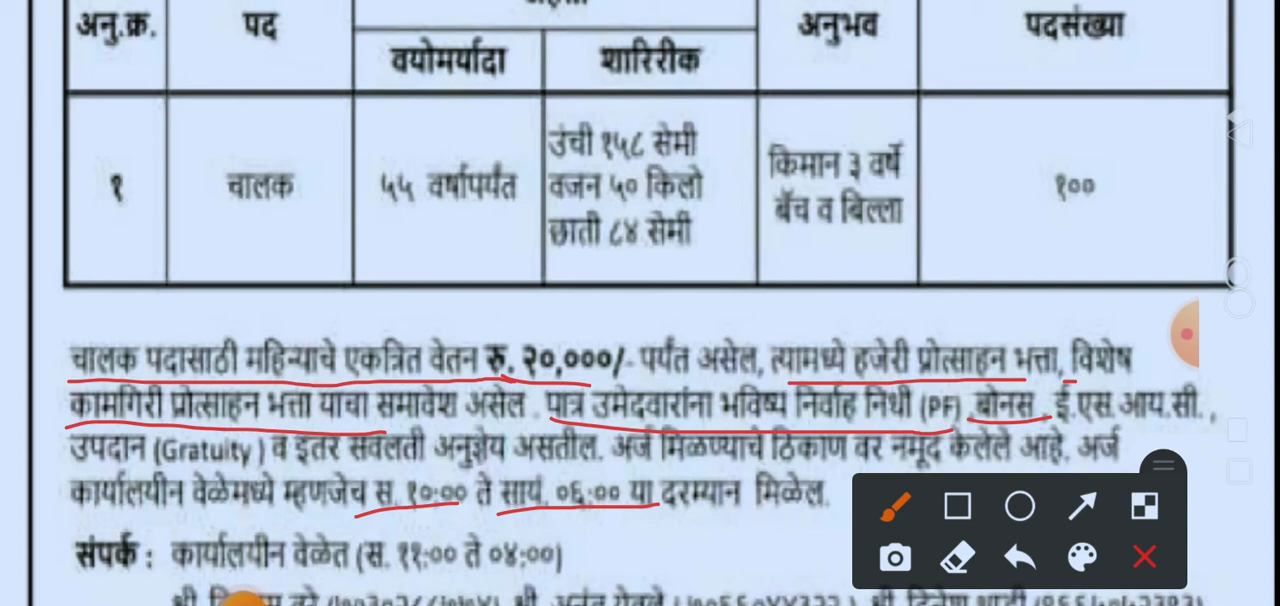 अनु.क्र. पद अनुभव पदसंख्या
वयोमर्यादा शारिरीक
१ चालक ५५ वर्षापर्यंत उंची १५८ सेमी किमान ३ वर्षे १००
वजन ५० किलो बॅच व बिल्ला
छाती ८४ सेमी
चालक पदासाठी महिन्याचे एकत्रित वेतन रु. २०,०००/- पर्यंत असेल, त्यामध्ये हजेरी प्रोत्साहन भत्ता, विशेष
कामगिरी प्रोत्साहन भत्ता याचा समावेश असेल . पात्र उमेदवारांना भविष्य निर्वाह निधी (PF) ,बोनस , ई.एस.आय.सी. ,
उपदान (Gratuity ) व इतर सवलती अनुज्ञेय असतील. अर्ज मिळण्याचे ठिकाण वर नमूद केलेले आहे. अर्ज
कार्यालयीन वेळेमध्ये म्हणजेच स. १०:०० ते सायं. ०६:०० या दरम्यान मिळेल.
संपर्क : कार्यालयीन वेळेत (स. ११:०० ते ०४:००)